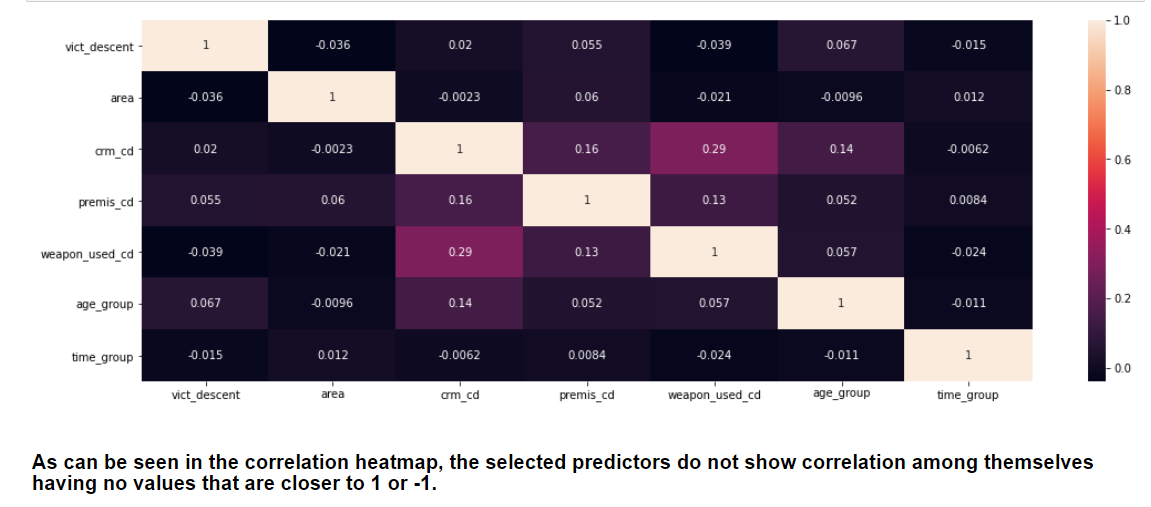 1.0
vict_descent 1 -0.036 0.02 0.055 -0.039 0.067 -0.015
0.8
area -0.036 1 -0.0023 0.06 -0.021 -0.0096 0.012
crm_cd 0.02 -0.0023 1 0.16 0.29 0.14 -0.0062
0.6
premis_cd 0.055 0.06 0.16 1 0.13 0.052 0.0084
0.4
weapon_used_cd -0.039 -0.021 0.29 0.13 1 0.057 -0.024
age_group 0.067 -0.0096 0.14 0.052 0.057 1 -0.011
0.2
time_group -0.015 0.012 -0.0062 0.0084 -0.024 -0.011 1
0.0
vict_descent area crm_cd premis_cd weapon_used_cd age_group time_group
As can be seen in the correlation heatmap, the selected predictors do not show correlation among themselves
having no values that are closer to 1 or -1.